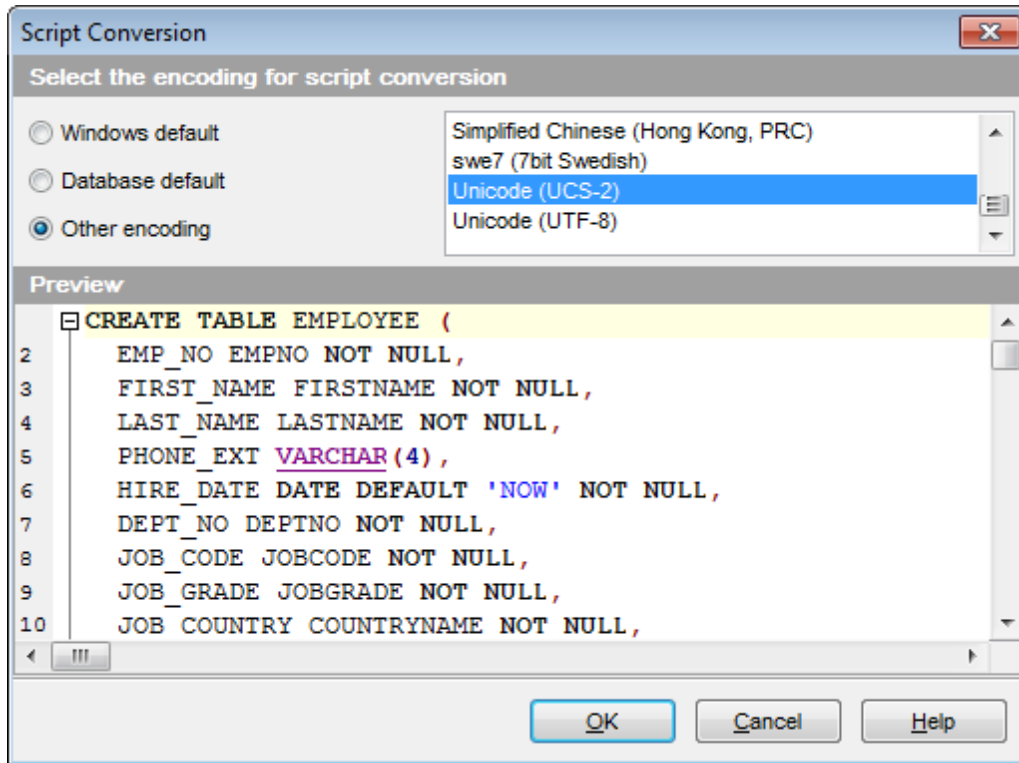 Script Conversion
Select the encoding for script conversion
Windows default
Database default
Other encoding
Simplified Chinese (Hong Kong, PRC)
swe7 (7bit Swedish)
Unicode (UCS-2)
Unicode (UTF-8)
Preview
CREATE TABLE EMPLOYEE (
2 EMP_NO EMPNO NOT NULL,
3 FIRST_NAME FIRSTNAME NOT NULL,
4 LAST_NAME LASTNAME NOT NULL,
5 PHONE_EXT VARCHAR(4),
6 HIRE_DATE DATE DEFAULT 'NOW' NOT NULL,
7 DEPT_NO DEPTNO NOT NULL,
8 JOB_CODE JOBCODE NOT NULL,
9 JOB_GRADE JOBGRADE NOT NULL,
10 JOB COUNTRY COUNTRYNAME NOT NULL,
OK Cancel Help